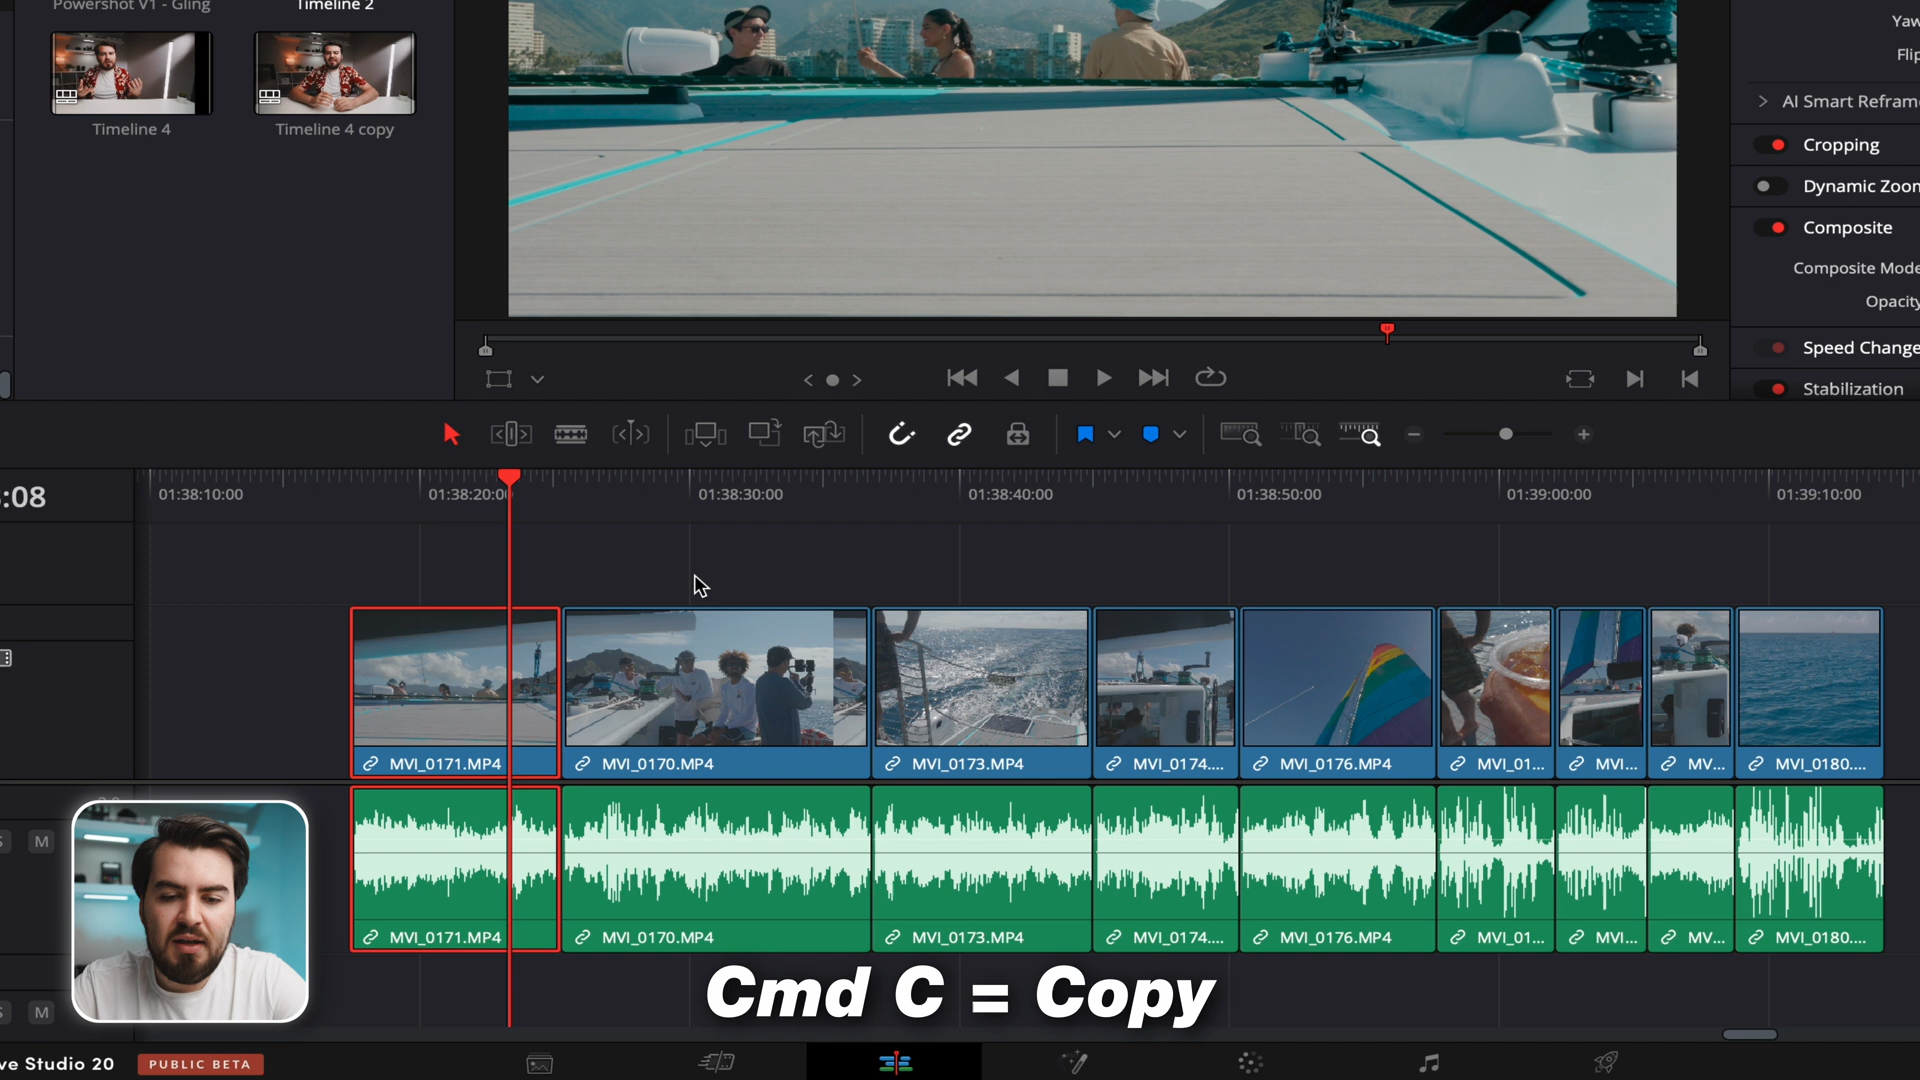 Powershot V1 - Gling
Timeline 2
Timeline 4
Timeline 4 copy
Yaw
Flip
AI Smart Reframe
Cropping
Dynamic Zoom
Composite
Composite Mode
Opacity
Speed Change
Stabilization
:08
01:38:10:00
01:38:20:00
01:38:30:00
01:38:40:00
01:38:50:00
01:39:00:00
01:39:10:00
MVI_0171.MP4
MVI_0170.MP4
MVI_0173.MP4
MVI_0174....
MVI_0176.MP4
MVI_01...
MVI...
MV...
MVI_0180....
S
M
MVI_0171.MP4
MVI_0170.MP4
MVI_0173.MP4
MVI_0174....
MVI_0176.MP4
MVI_01...
MVI...
MV...
MVI_0180....
Cmd C = Copy
S
M
ve Studio 20
PUBLIC BETA